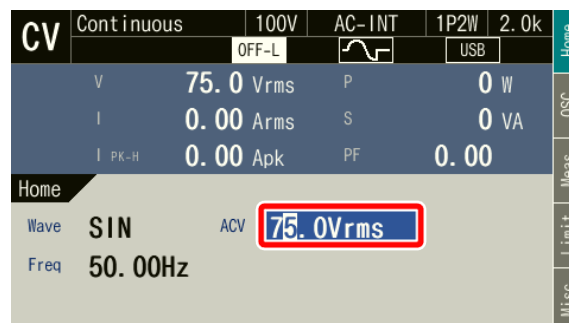 CV Continuous 100V AC-INT 1P2W 2.0k
OFF-L USB
V 75.0 Vrms P 0 W
I 0.00 Arms S 0 VA
I PK-H 0.00 Apk PF 0.00
Home
Wave SIN ACV 75.0Vrms
Freq 50.00Hz
Home
OSC
Meas
Limit
Misc